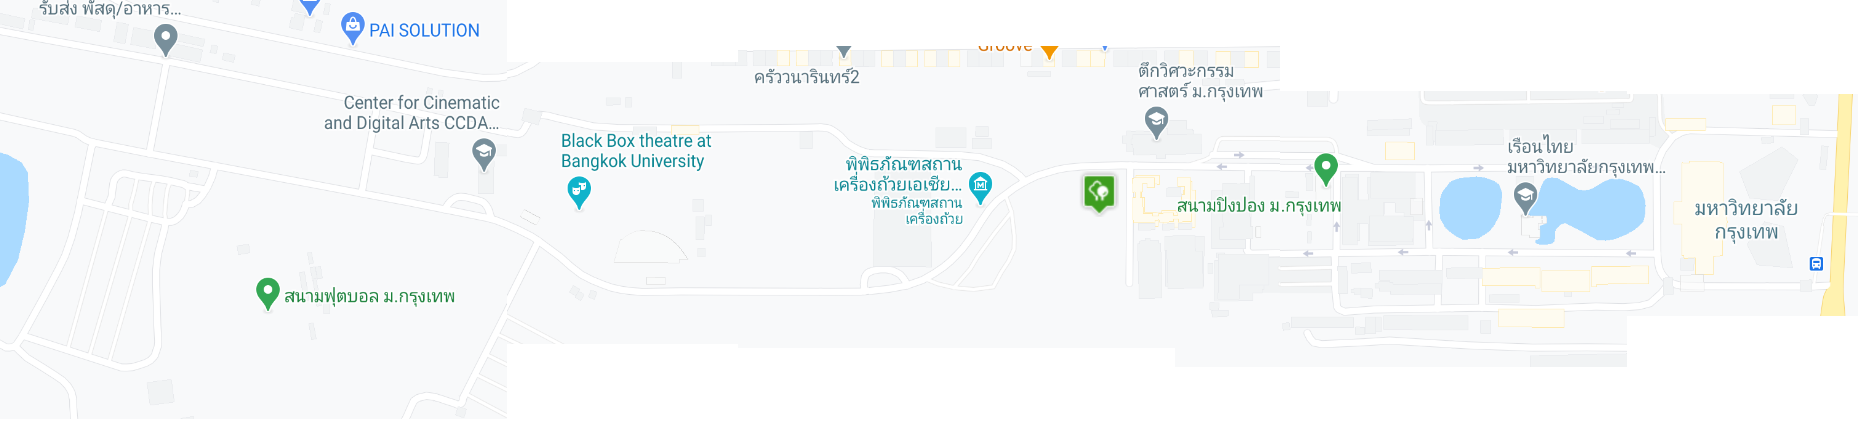 รับส่ง พัสดุ/อาหาร...
PAI SOLUTION
Groove
ครัววนารินทร์2
ตึกวิศวะกรรม
ศาสตร์ ม.กรุงเทพ
Center for Cinematic
and Digital Arts CCDA...
Black Box theatre at
Bangkok University
พิพิธภัณฑสถาน
เครื่องถ้วยเอเชีย...
พิพิธภัณฑสถาน
เครื่องถ้วย
เรือนไทย
มหาวิทยาลัยกรุงเทพ...
สนามปิงปอง ม.กรุงเทพ
มหาวิทยาลัย
กรุงเทพ
สนามฟุตบอล ม.กรุงเทพ